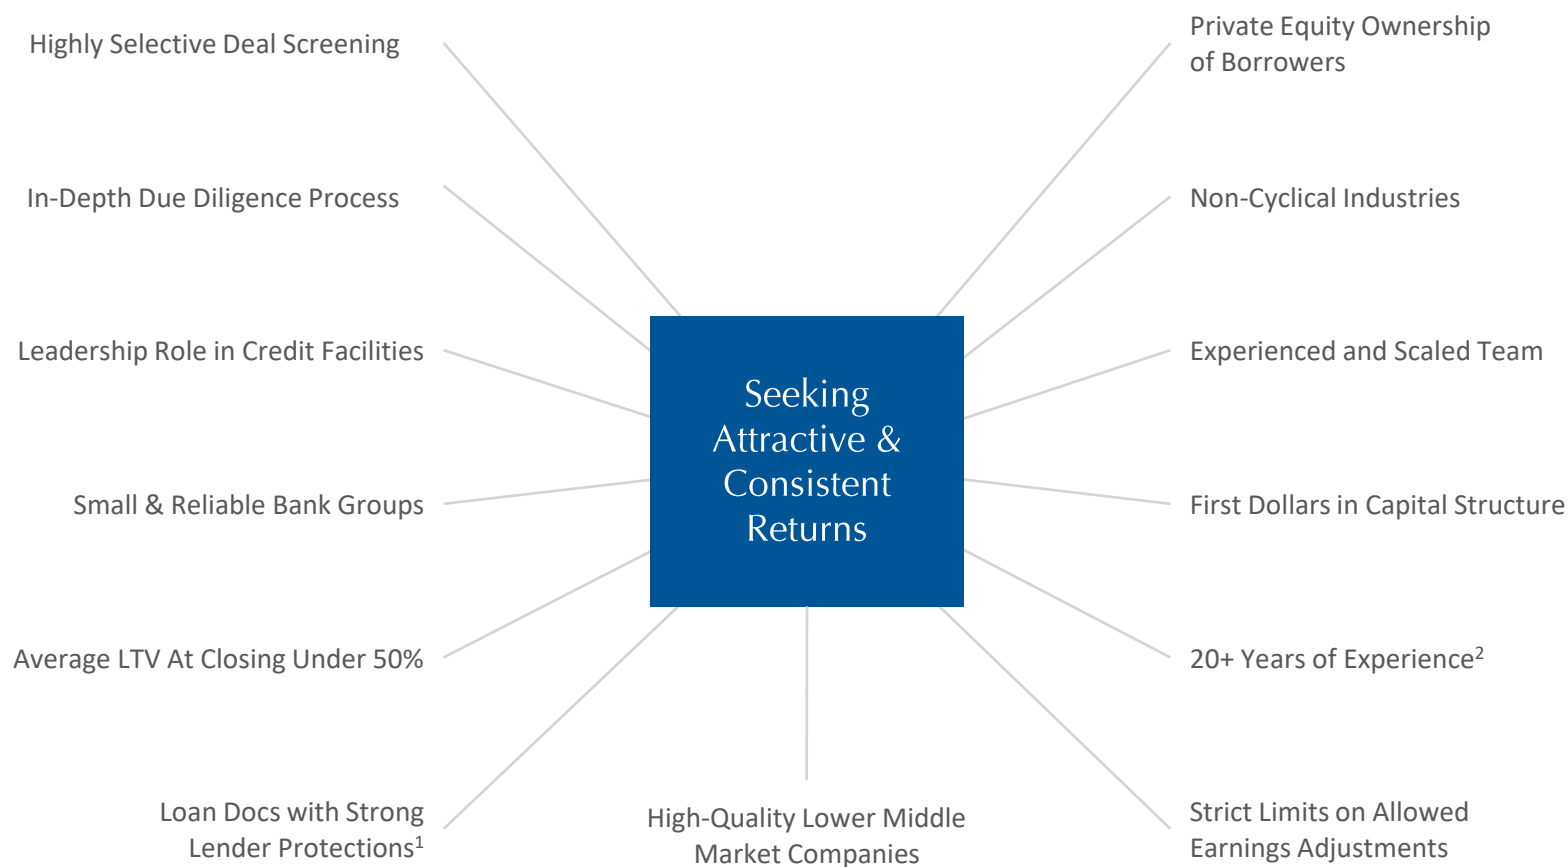 Highly Selective Deal Screening
In-Depth Due Diligence Process
Leadership Role in Credit Facilities
Small & Reliable Bank Groups
Average LTV At Closing Under 50%
Loan Docs with Strong
Lender Protections¹
Seeking
Attractive &
Consistent
Returns
High-Quality Lower Middle
Market Companies
Private Equity Ownership
of Borrowers
Non-Cyclical Industries
Experienced and Scaled Team
First Dollars in Capital Structure
20+ Years of Experience²
Strict Limits on Allowed
Earnings Adjustments